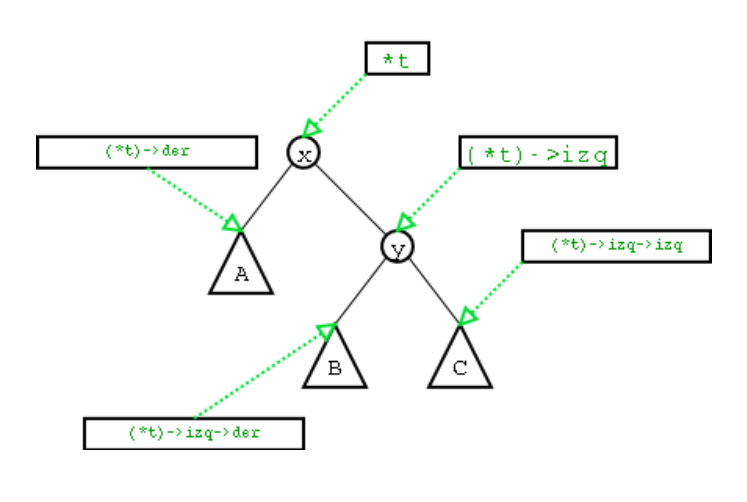 *t
(*t)->der
x
(*t)->izq
y
(*t)->izq->izq
A
B
C
(*t)->izq->der